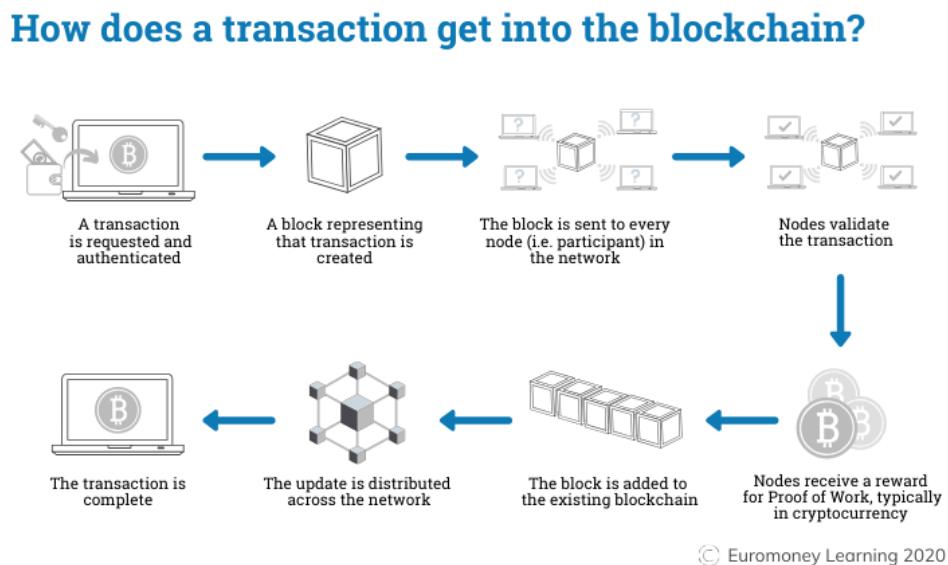 How does a transaction get into the blockchain?
A transaction
is requested and
authenticated
A block representing
that transaction is
created
The block is sent to every
node (i.e. participant) in
the network
Nodes validate
the transaction
Nodes receive a reward
for Proof of Work, typically
in cryptocurrency
The block is added to
the existing blockchain
The update is distributed
across the network
The transaction is
complete
© Euromoney Learning 2020